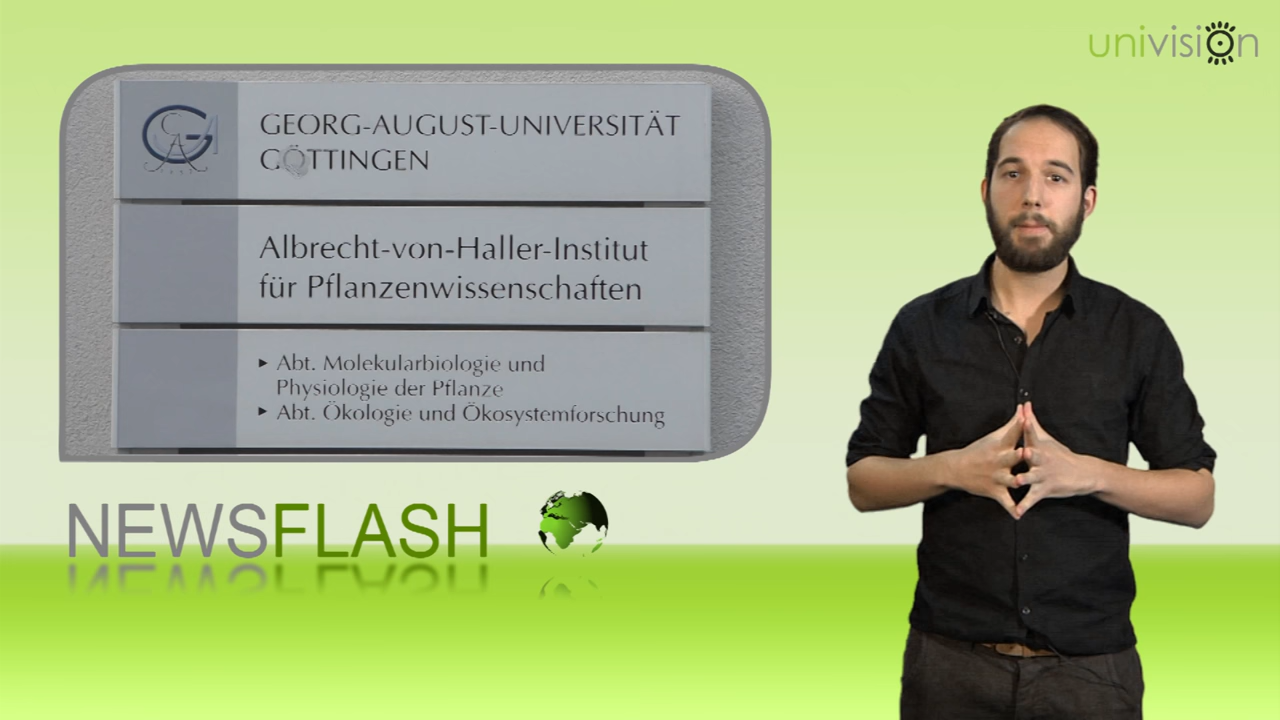 univision
GEORG-AUGUST-UNIVERSITÄT
GÖTTINGEN
Albrecht-von-Haller-Institut
für Pflanzenwissenschaften
▸ Abt. Molekularbiologie und
Physiologie der Pflanze
▸ Abt. Ökologie und Ökosystemforschung
NEWSFLASH